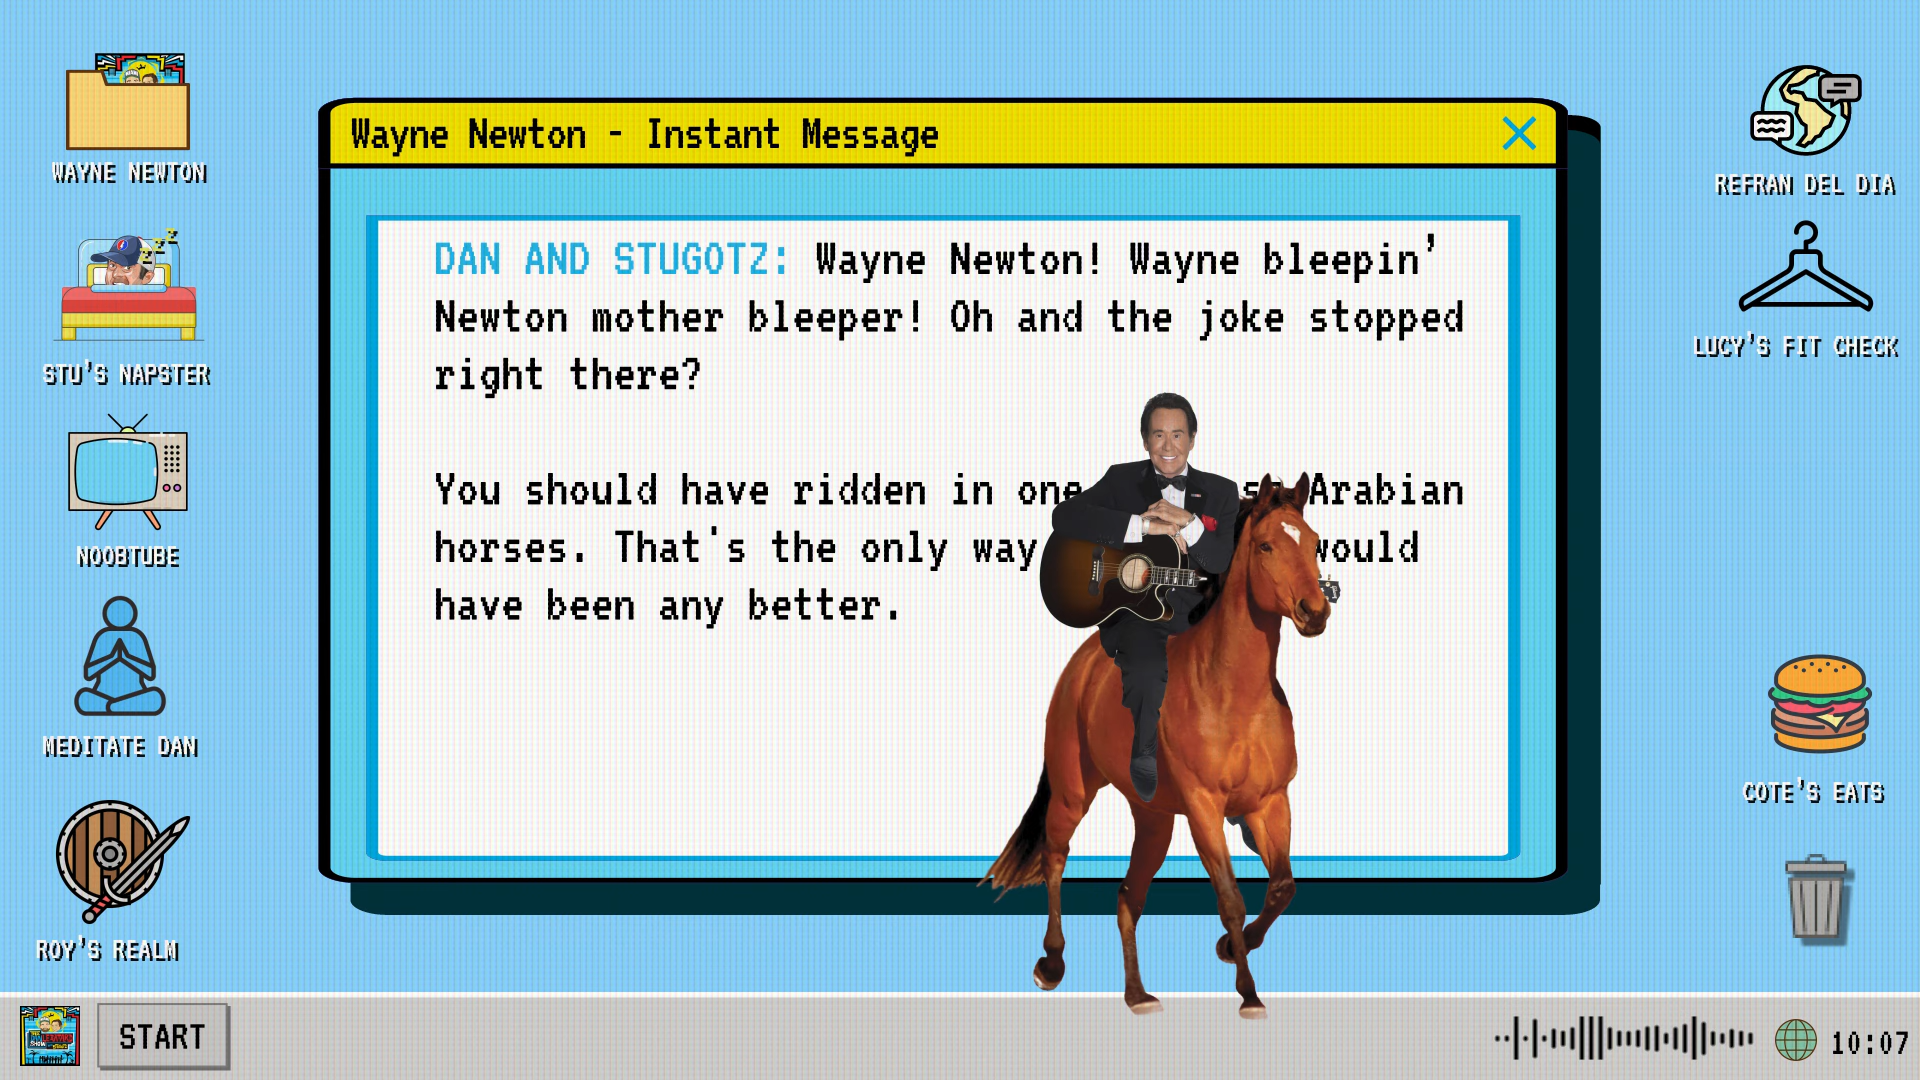 Wayne Newton - Instant Message
DAN AND STUGOTZ: Wayne Newton! Wayne bleepin’
Newton mother bleeper! Oh and the joke stopped
right there?
You should have ridden in one Arabian
horses. That's the only way would
have been any better.
WAYNE NEWTON
STU’S NAPSTER
NOOBTUBE
MEDITATE DAN
ROY’S REALM
REFRAN DEL DIA
LUCY’S FIT CHECK
COTE’S EATS
START
10:07